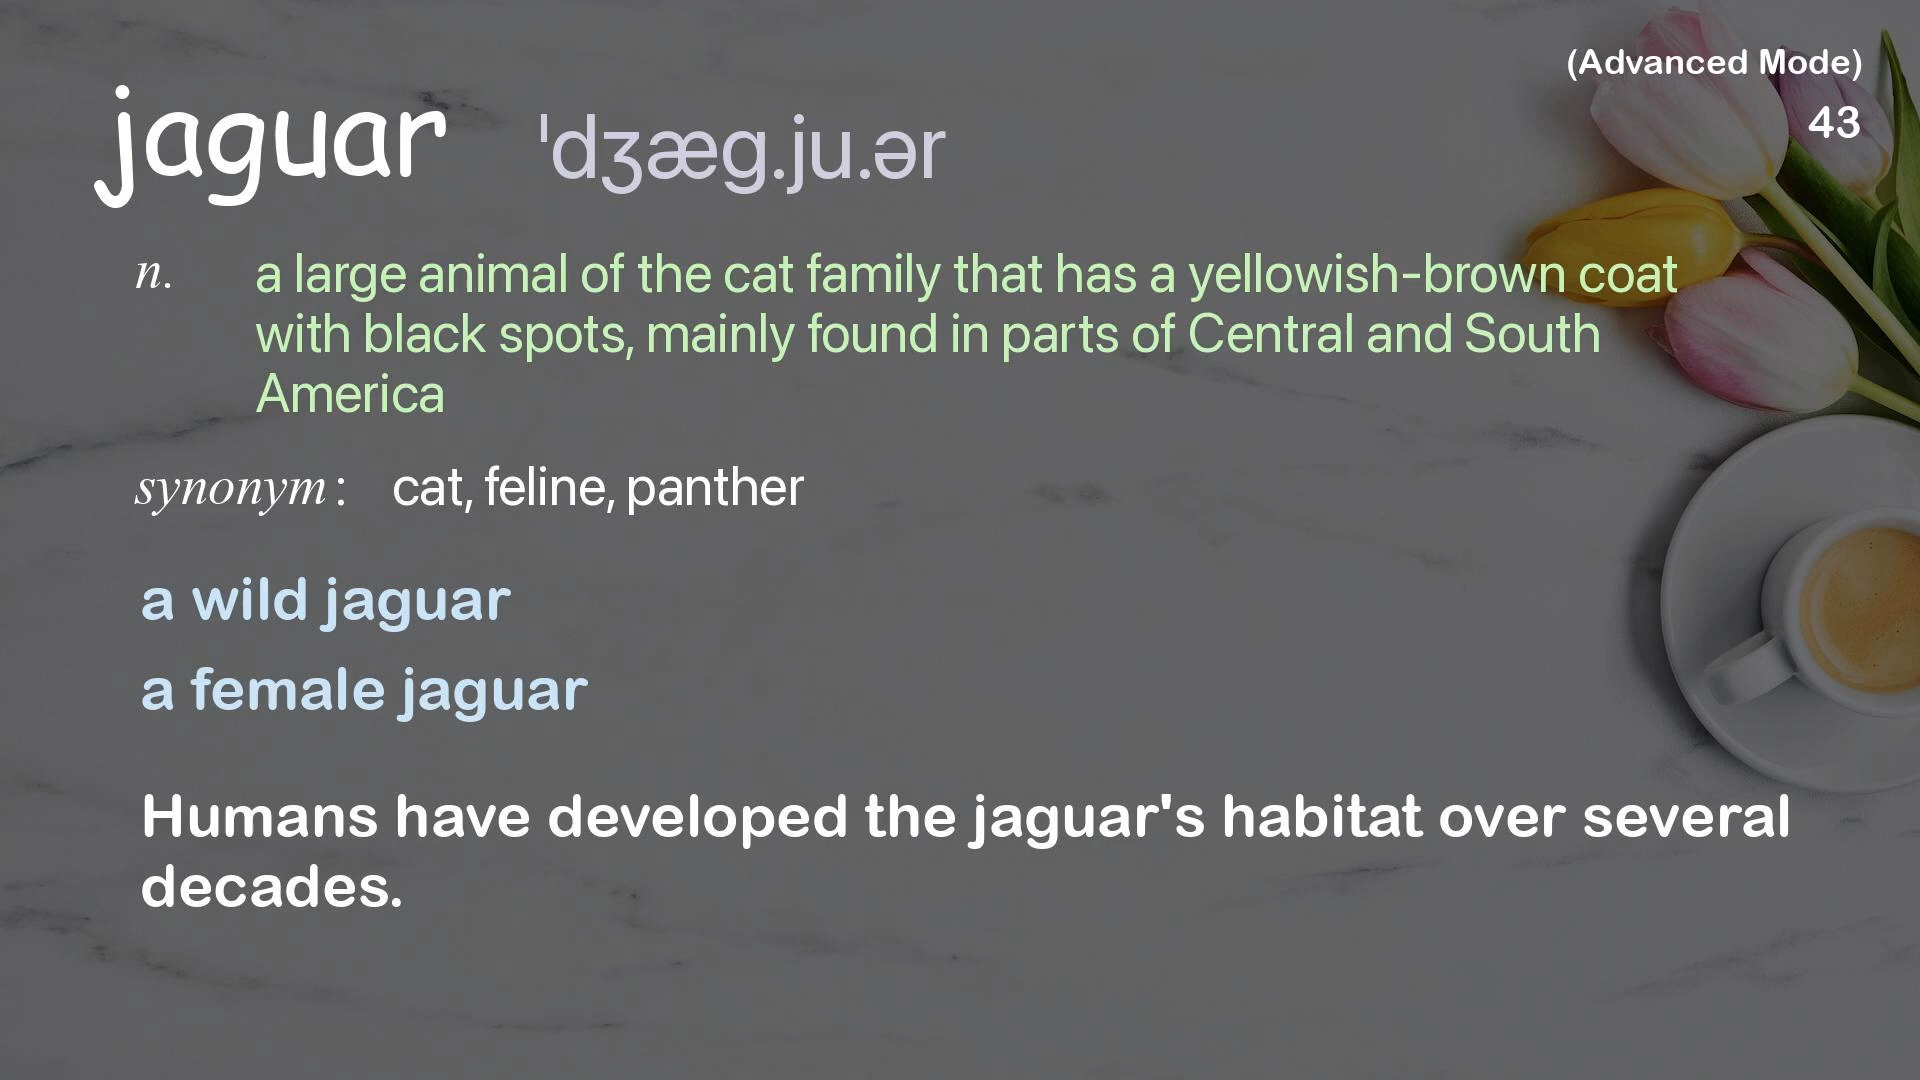 (Advanced Mode)
43
jaguar ˈdʒæg.ju.ər
n. a large animal of the cat family that has a yellowish-brown coat
with black spots, mainly found in parts of Central and South
America
synonym : cat, feline, panther
a wild jaguar
a female jaguar
Humans have developed the jaguar's habitat over several
decades.